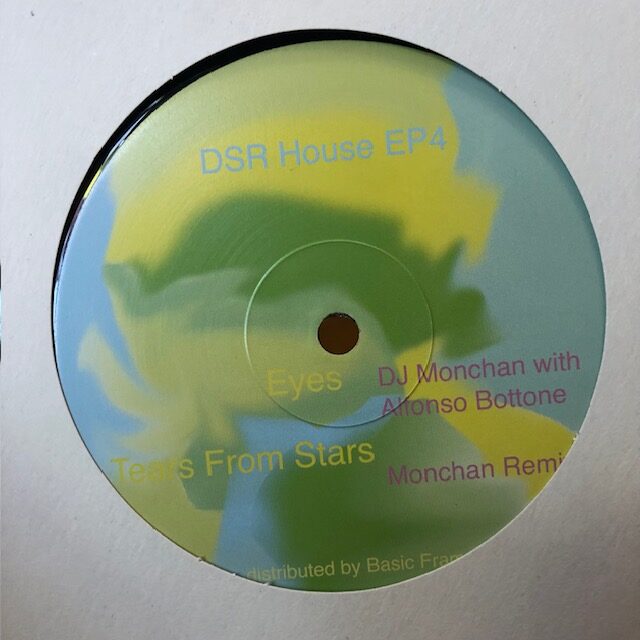 DSR House EP4
Eyes
DJ Monchan with
Alfonso Bottone
Tears From Stars
Monchan Remi
distributed by Basic Fram